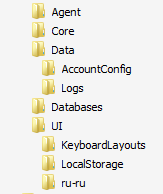 Agent
Core
Data
AccountConfig
Logs
Databases
UI
KeyboardLayouts
LocalStorage
ru-ru